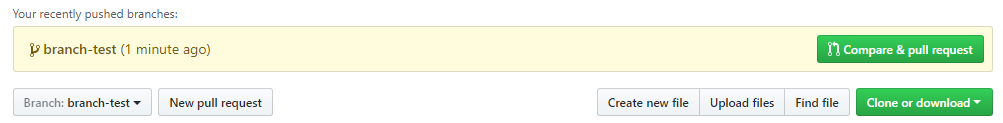 Your recently pushed branches:
branch-test (1 minute ago) Compare & pull request
Branch: branch-test New pull request Create new file Upload files Find file Clone or download